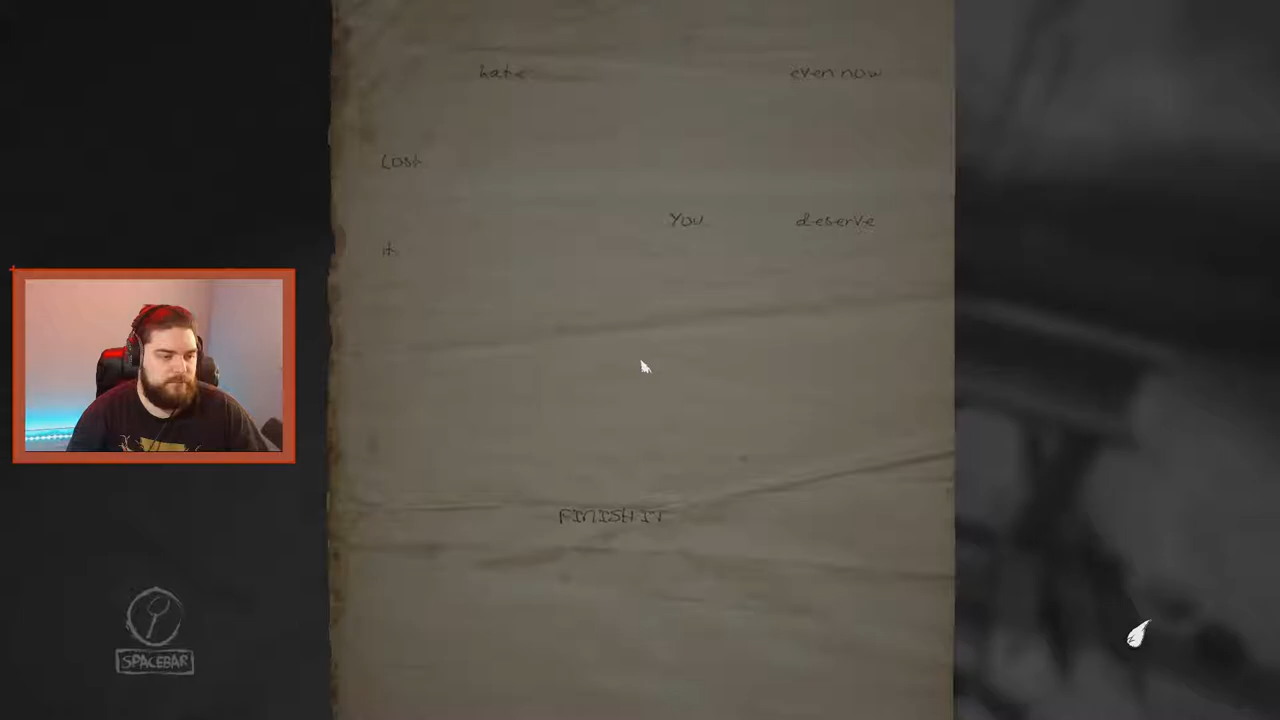 hate even now
Lost
You deserve
it
FINISH IT
SPACEBAR